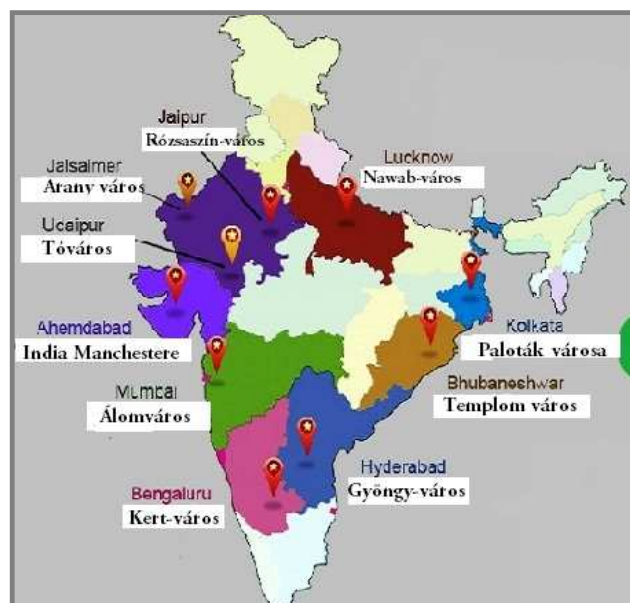 Jaipur
Rózsaszín-város
Lucknow
Nawab-város
Jaisalmer
Arany város
Udaipur
Tóváros
Ahemdabad
India Manchestere
Kolkata
Paloták városa
Mumbai
Álomváros
Bhubaneshwar
Templom város
Hyderabad
Gyöngy-város
Bengaluru
Kert-város